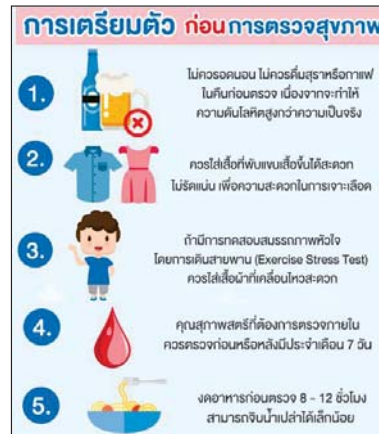 การเตรียมตัว ก่อนการตรวจสุขภาพ
1.
ไม่ควรอดนอน ไม่ควรดื่มสุราหรือกาแฟ
ในคืนก่อนตรวจ เนื่องจากจะทำให้
ความดันโลหิตสูงกว่าความเป็นจริง
2.
ควรใส่เสื้อที่พับแขนเสื้อขึ้นได้สะดวก
ไม่รัดแน่น เพื่อความสะดวกในการเจาะเลือด
3.
ถ้ามีการทดสอบสมรรถภาพหัวใจ
โดยการเดินสายพาน (Exercise Stress Test)
ควรใส่เสื้อผ้าที่เคลื่อนไหวสะดวก
4.
คุณสุภาพสตรีที่ต้องการตรวจภายใน
ควรตรวจก่อนหรือหลังมีประจำเดือน 7 วัน
5.
งดอาหารก่อนตรวจ 8 - 12 ชั่วโมง
สามารถจิบน้ำเปล่าได้เล็กน้อย